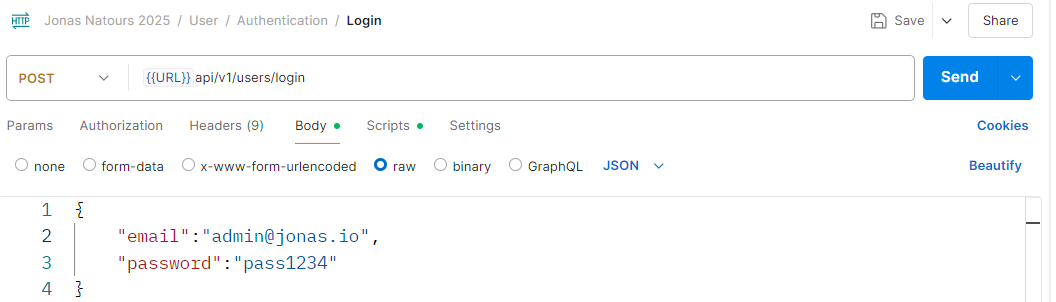 HTTP Jonas Natours 2025 / User / Authentication / Login Save Share
POST {{URL}} api/v1/users/login Send
Params Authorization Headers (9) Body Scripts Settings Cookies
none form-data x-www-form-urlencoded raw binary GraphQL JSON Beautify
1 {
2 "email":"admin@jonas.io",
3 "password":"pass1234"
4 }